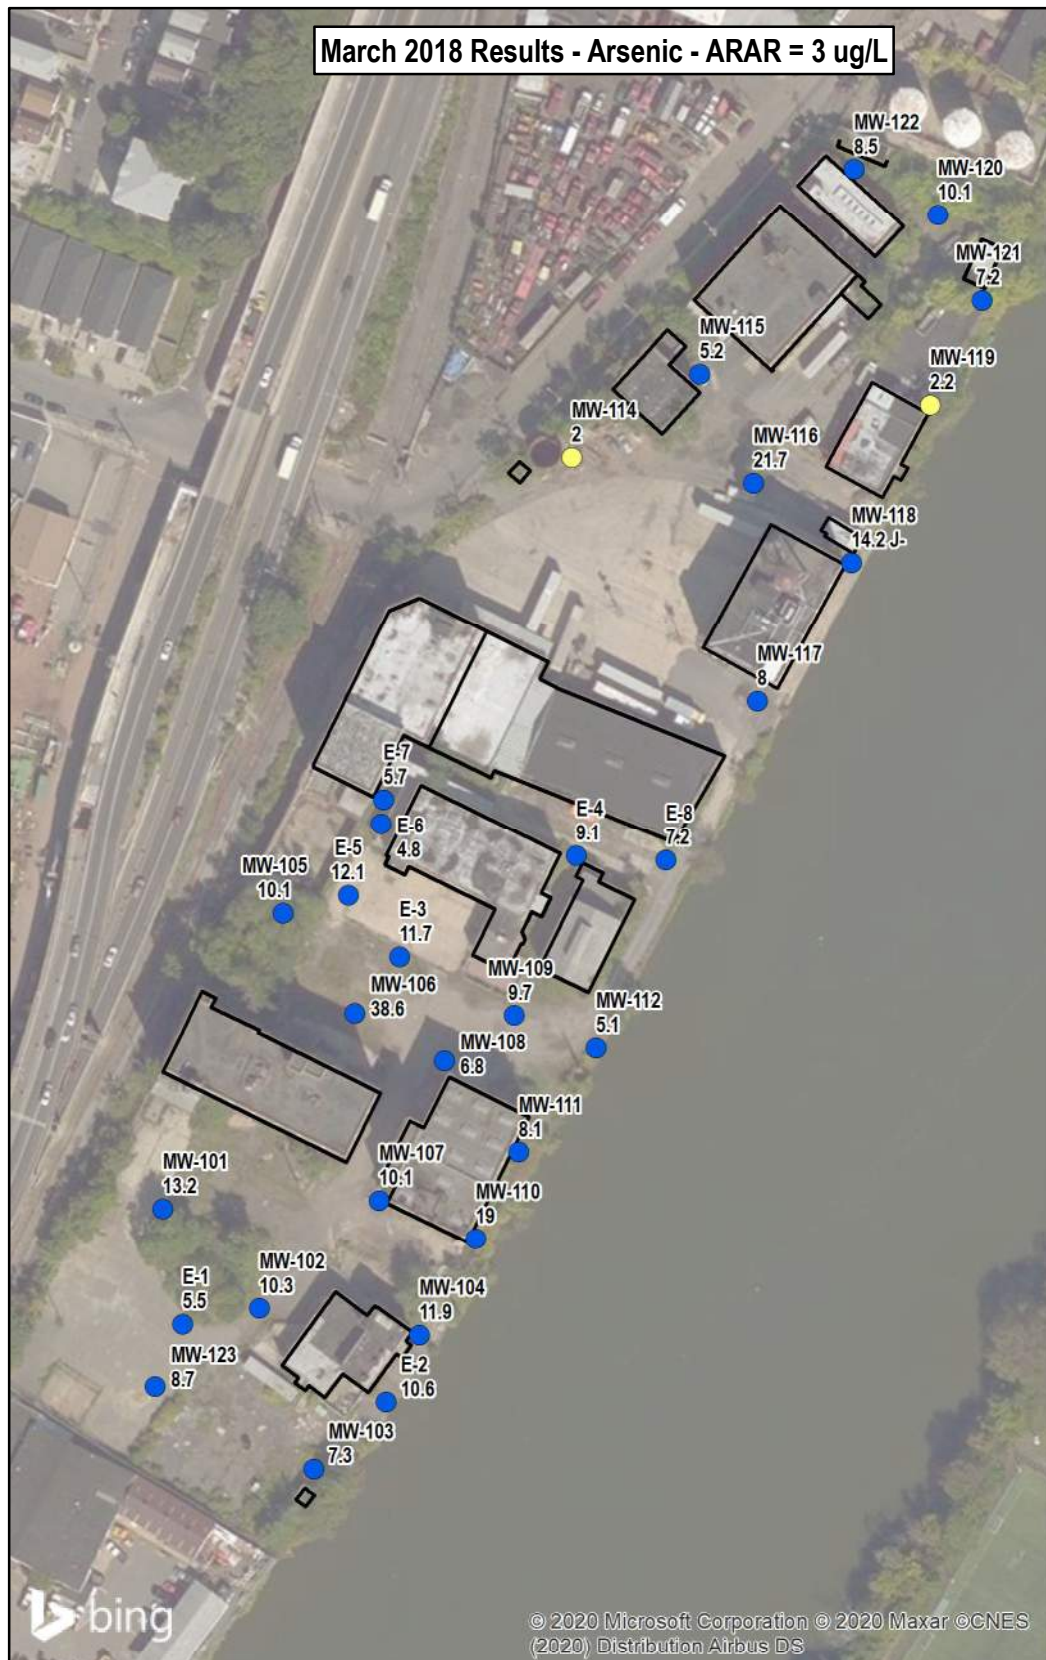 March 2018 Results - Arsenic - ARAR = 3 ug/L
MW-122
8.5
MW-120
10.1
MW-121
7.2
MW-115
5.2
MW-119
2.2
MW-114
2
MW-116
21.7
MW-118
14.2 J-
MW-117
8
E-7
5.7
E-6
4.8
E-4
9.1
E-8
7.2
E-5
12.1
MW-105
10.1
E-3
11.7
MW-109
9.7
MW-106
38.6
MW-112
5.1
MW-108
6.8
MW-111
8.1
MW-107
10.1
MW-101
13.2
MW-110
19
MW-102
10.3
MW-104
11.9
E-1
5.5
MW-123
8.7
E-2
10.6
MW-103
7.3
bing
© 2020 Microsoft Corporation © 2020 Maxar ©CNES
(2020) Distribution Airbus DS